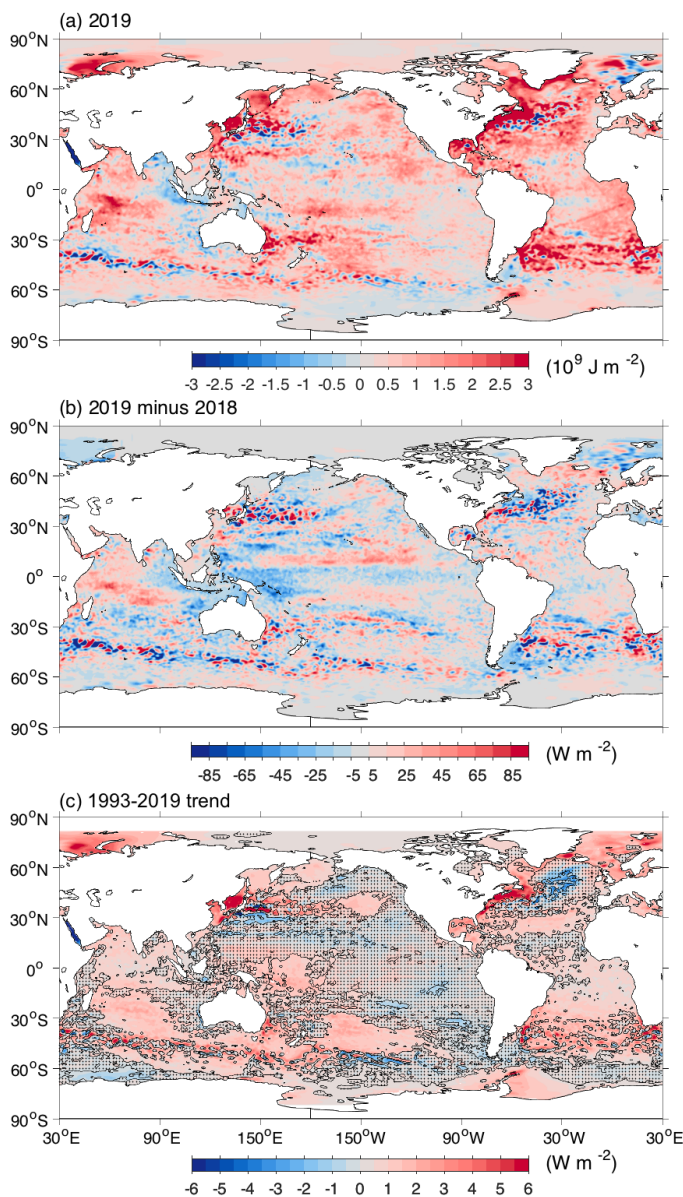 (a) 2019
90°N
60°N
30°N
0°
30°S
60°S
90°S
-3 -2.5 -2 -1.5 -1 -0.5 0 0.5 1 1.5 2 2.5 3 (10⁹ J m ⁻²)
(b) 2019 minus 2018
90°N
60°N
30°N
0°
30°S
60°S
90°S
-85 -65 -45 -25 -5 5 25 45 65 85 (W m ⁻²)
(c) 1993-2019 trend
90°N
60°N
30°N
0°
30°S
60°S
90°S
30°E 90°E 150°E 150°W 90°W 30°W 30°E
-6 -5 -4 -3 -2 -1 0 1 2 3 4 5 6 (W m ⁻²)